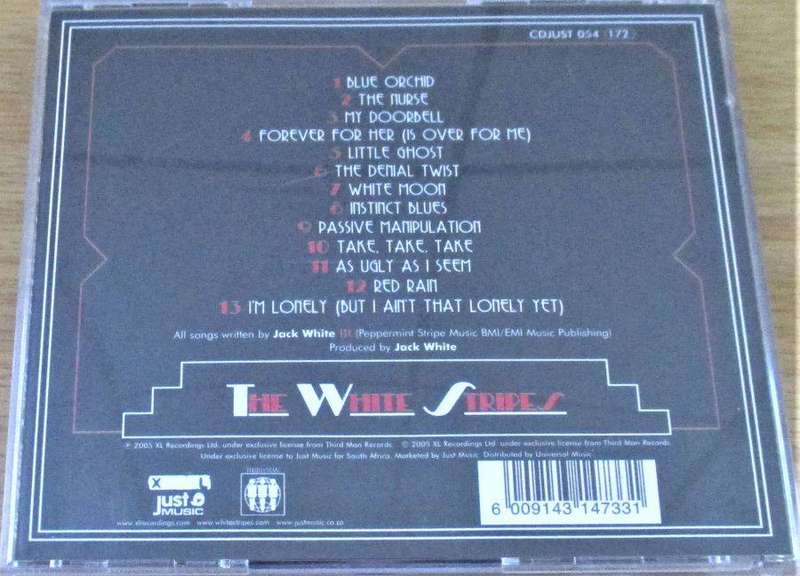 CDJUST 054 (172)
1 BLUE ORCHID
2 THE NURSE
3 MY DOORBELL
4 FOREVER FOR HER (IS OVER FOR ME)
5 LITTLE GHOST
6 THE DENIAL TWIST
7 WHITE MOON
8 INSTINCT BLUES
9 PASSIVE MANIPULATION
10 TAKE, TAKE, TAKE
11 AS UGLY AS I SEEM
12 RED RAIN
13 I'M LONELY (BUT I AIN'T THAT LONELY YET)
All songs written by Jack White III (Peppermint Stripe Music BMI/EMI Music Publishing)
Produced by Jack White
THE WHITE STRIPES
℗ 2005 XL Recordings Ltd. under exclusive license from Third Man Records. © 2005 XL Recordings Ltd. under exclusive license from Third Man Records.
Under exclusive license to Just Music for South Africa. Marketed by Just Music. Distributed by Universal Music
XL
just MUSIC
www.xlrecordings.com www.whitestripes.com www.justmusic.co.za
6 009143 147331